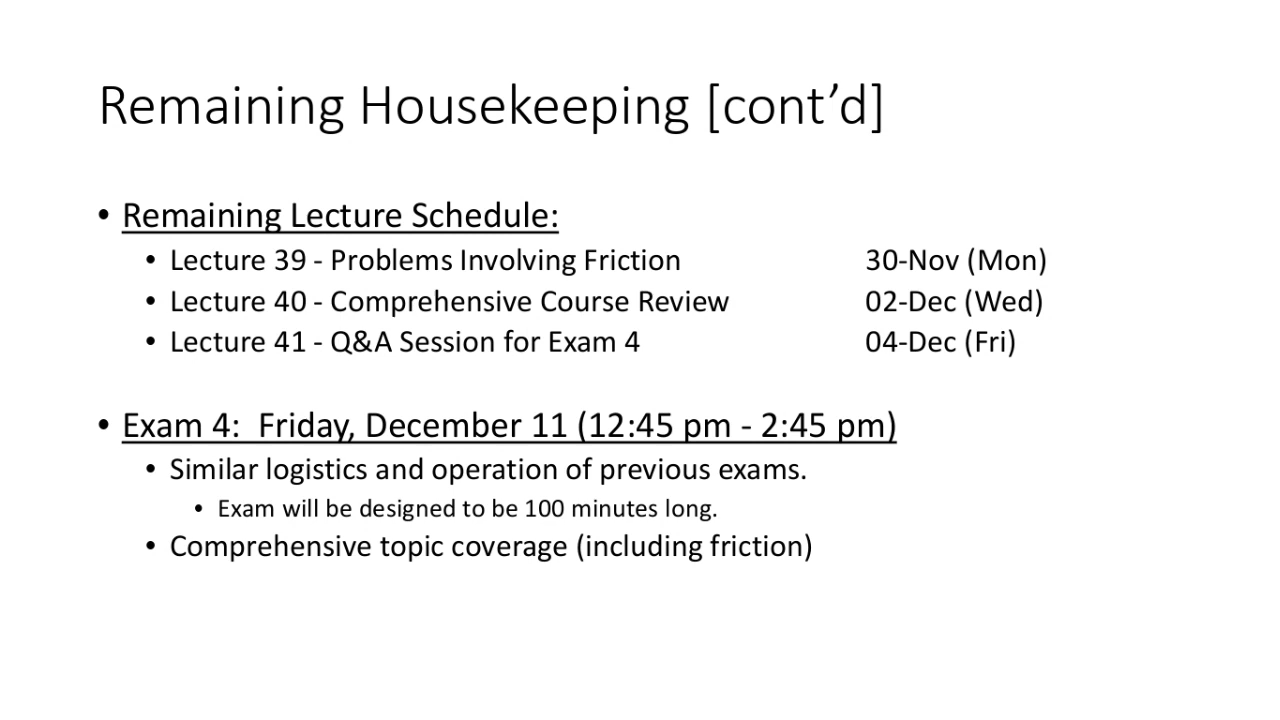 Remaining Housekeeping [cont’d]
• Remaining Lecture Schedule:
• Lecture 39 - Problems Involving Friction 30-Nov (Mon)
• Lecture 40 - Comprehensive Course Review 02-Dec (Wed)
• Lecture 41 - Q&A Session for Exam 4 04-Dec (Fri)
• Exam 4:  Friday, December 11 (12:45 pm - 2:45 pm)
• Similar logistics and operation of previous exams.
• Exam will be designed to be 100 minutes long.
• Comprehensive topic coverage (including friction)